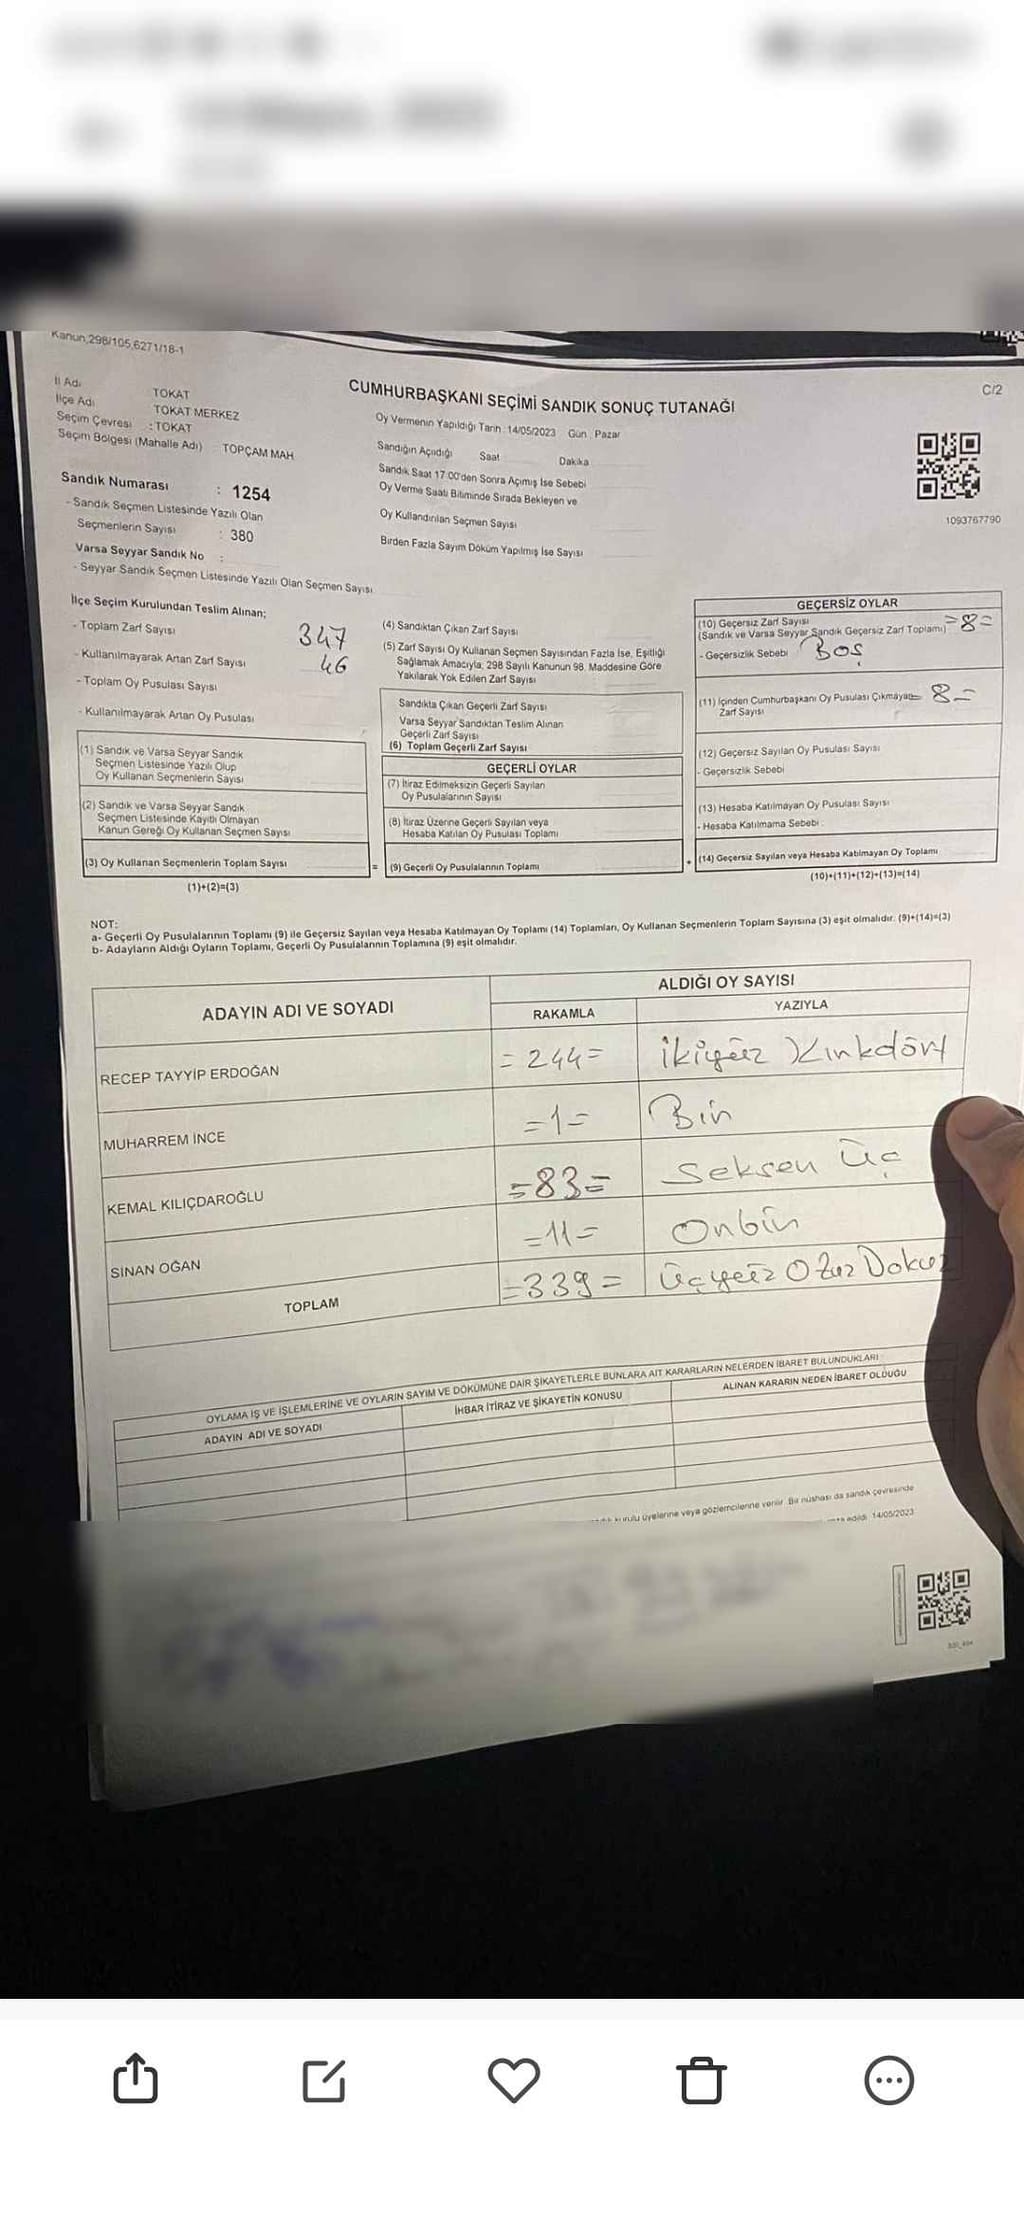 Kanun,298/105,6271/18-1
C/2
CUMHURBAŞKANI SEÇİMİ SANDIK SONUÇ TUTANAĞI
İl Adı TOKAT
İlçe Adı TOKAT MERKEZ
Seçim Çevresi : TOKAT
Seçim Bölgesi (Mahalle Adı) TOPÇAM MAH
Sandık Numarası : 1254
- Sandık Seçmen Listesinde Yazılı Olan
Seçmenlerin Sayısı : 380
Varsa Seyyar Sandık No :
- Seyyar Sandık Seçmen Listesinde Yazılı Olan Seçmen Sayısı
Oy Vermenin Yapıldığı Tarih : 14/05/2023 Gün : Pazar
Sandığın Açıldığı Saat Dakika
Sandık Saat 17:00'den Sonra Açımış İse Sebebi
Oy Verme Saati Bitiminde Sırada Bekleyen ve
Oy Kullandırılan Seçmen Sayısı
Birden Fazla Sayım Döküm Yapılmış İse Sayısı
1093767790
İlçe Seçim Kurulundan Teslim Alınan;
- Toplam Zarf Sayısı 347
- Kullanılmayarak Artan Zarf Sayısı 46
- Toplam Oy Pusulası Sayısı
- Kullanılmayarak Artan Oy Pusulası
(1) Sandık ve Varsa Seyyar Sandık
Seçmen Listesinde Yazılı Olup
Oy Kullanan Seçmenlerin Sayısı
(2) Sandık ve Varsa Seyyar Sandık
Seçmen Listesinde Kayıtlı Olmayan
Kanun Gereği Oy Kullanan Seçmen Sayısı
(3) Oy Kullanan Seçmenlerin Toplam Sayısı
=
(1)+(2)=(3)
(4) Sandıktan Çıkan Zarf Sayısı
(5) Zarf Sayısı Oy Kullanan Seçmen Sayısından Fazla İse, Eşitliği
Sağlamak Amacıyla, 298 Sayılı Kanunun 98. Maddesine Göre
Yakılarak Yok Edilen Zarf Sayısı
Sandıkta Çıkan Geçerli Zarf Sayısı
Varsa Seyyar Sandıktan Teslim Alınan
Geçerli Zarf Sayısı
(6) Toplam Geçerli Zarf Sayısı
GEÇERLİ OYLAR
(7) İtiraz Edilmeksizin Geçerli Sayılan
Oy Pusulalarının Sayısı
(8) İtiraz Üzerine Geçerli Sayılan veya
Hesaba Katılan Oy Pusulası Toplamı
(9) Geçerli Oy Pusulalarının Toplamı
+
GEÇERSİZ OYLAR
(10) Geçersiz Zarf Sayısı
(Sandık ve Varsa Seyyar Sandık Geçersiz Zarf Toplamı) =8=
- Geçersizlik Sebebi Boş
(11) İçinden Cumhurbaşkanı Oy Pusulası Çıkmayan 8=
Zarf Sayısı
(12) Geçersiz Sayılan Oy Pusulası Sayısı
- Geçersizlik Sebebi
(13) Hesaba Katılmayan Oy Pusulası Sayısı
- Hesaba Katılmama Sebebi :
(14) Geçersiz Sayılan veya Hesaba Katılmayan Oy Toplamı
(10)+(11)+(12)+(13)=(14)
NOT:
a- Geçerli Oy Pusulalarının Toplamı (9) ile Geçersiz Sayılan veya Hesaba Katılmayan Oy Toplamı (14) Toplamları, Oy Kullanan Seçmenlerin Toplam Sayısına (3) eşit olmalıdır. (9)+(14)=(3)
b- Adayların Aldığı Oyların Toplamı, Geçerli Oy Pusulalarının Toplamına (9) eşit olmalıdır.
ADAYIN ADI VE SOYADI
ALDIĞI OY SAYISI
RAKAMLA YAZIYLA
RECEP TAYYİP ERDOĞAN =244= ikiyüz Kırkdört
MUHARREM İNCE =1= Bir
KEMAL KILIÇDAROĞLU =83= Seksen Üç
SİNAN OĞAN =11= Onbir
TOPLAM =339= Üçyüz Otuz Dokuz
OYLAMA İŞ VE İŞLEMLERİNE VE OYLARIN SAYIM VE DÖKÜMÜNE DAİR ŞİKAYETLERLE BUNLARA AİT KARARLARIN NELERDEN İBARET BULUNDUKLARI
ADAYIN ADI VE SOYADI İHBAR İTİRAZ VE ŞİKAYETİN KONUSU ALINAN KARARIN NEDEN İBARET OLDUĞU
kurulu üyelerine veya gözlemcilerine verilir. Bir nüshası da sandık çevresinde
edildi. 14/05/2023